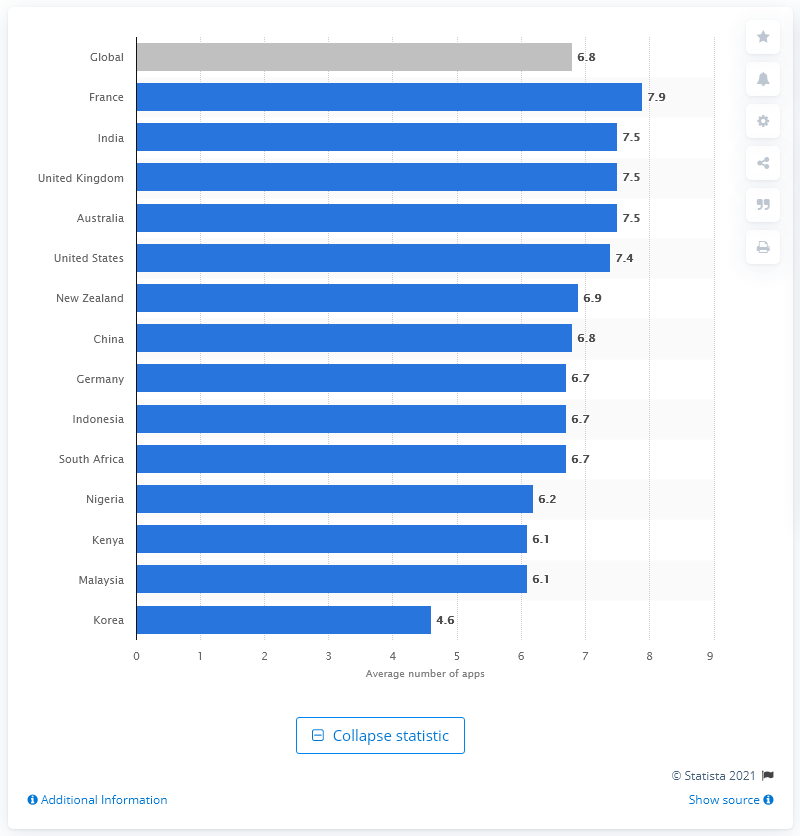 Global 6.8
France 7.9
India 7.5
United Kingdom 7.5
Australia 7.5
United States 7.4
New Zealand 6.9
China 6.8
Germany 6.7
Indonesia 6.7
South Africa 6.7
Nigeria 6.2
Kenya 6.1
Malaysia 6.1
Korea 4.6
0 1 2 3 4 5 6 7 8 9
Average number of apps
Collapse statistic
© Statista 2021
Additional Information Show source